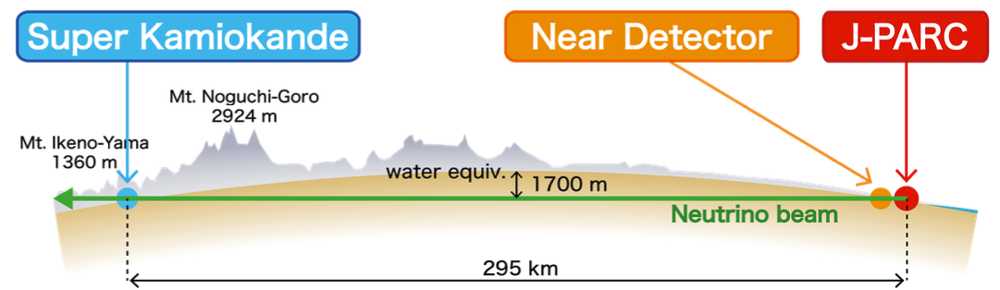 Super Kamiokande
Near Detector
J-PARC
Mt. Noguchi-Goro
2924 m
Mt. Ikeno-Yama
1360 m
water equiv.
1700 m
Neutrino beam
295 km